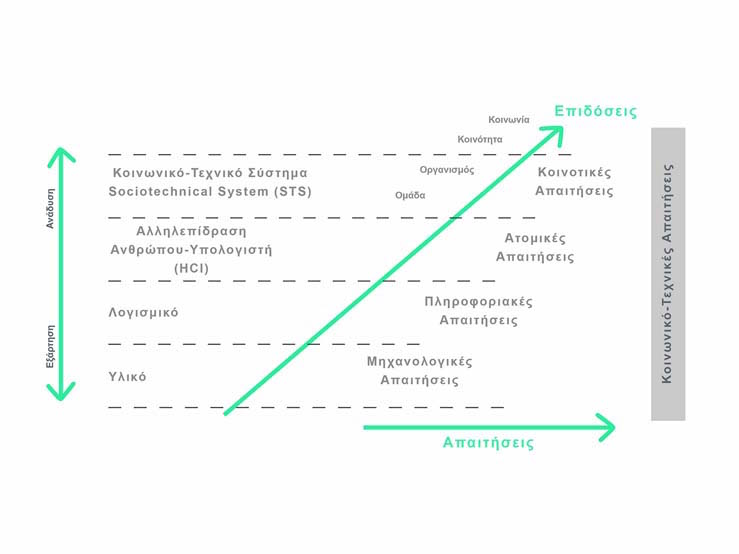 Επιδόσεις
Κοινωνία
Κοινότητα
Οργανισμός
Ομάδα
Κοινωνικό-Τεχνικό Σύστημα
Sociotechnical System (STS)
Κοινοτικές
Απαιτήσεις
Αλληλεπίδραση
Ανθρώπου-Υπολογιστή
(HCI)
Ατομικές
Απαιτήσεις
Λογισμικό
Πληροφοριακές
Απαιτήσεις
Υλικό
Μηχανολογικές
Απαιτήσεις
Απαιτήσεις
Ανάδυση
Εξάρτηση
Κοινωνικό-Τεχνικές Απαιτήσεις